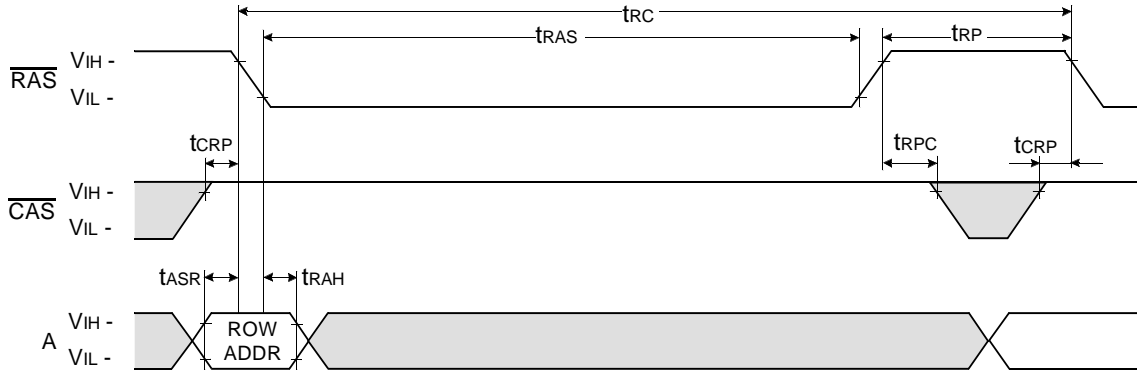 tRC
tRAS
tRP
RAS
VIH -
VIL -
tCRP
tRPC
tCRP
CAS
VIH -
VIL -
tASR
tRAH
A
VIH -
VIL -
ROW
ADDR